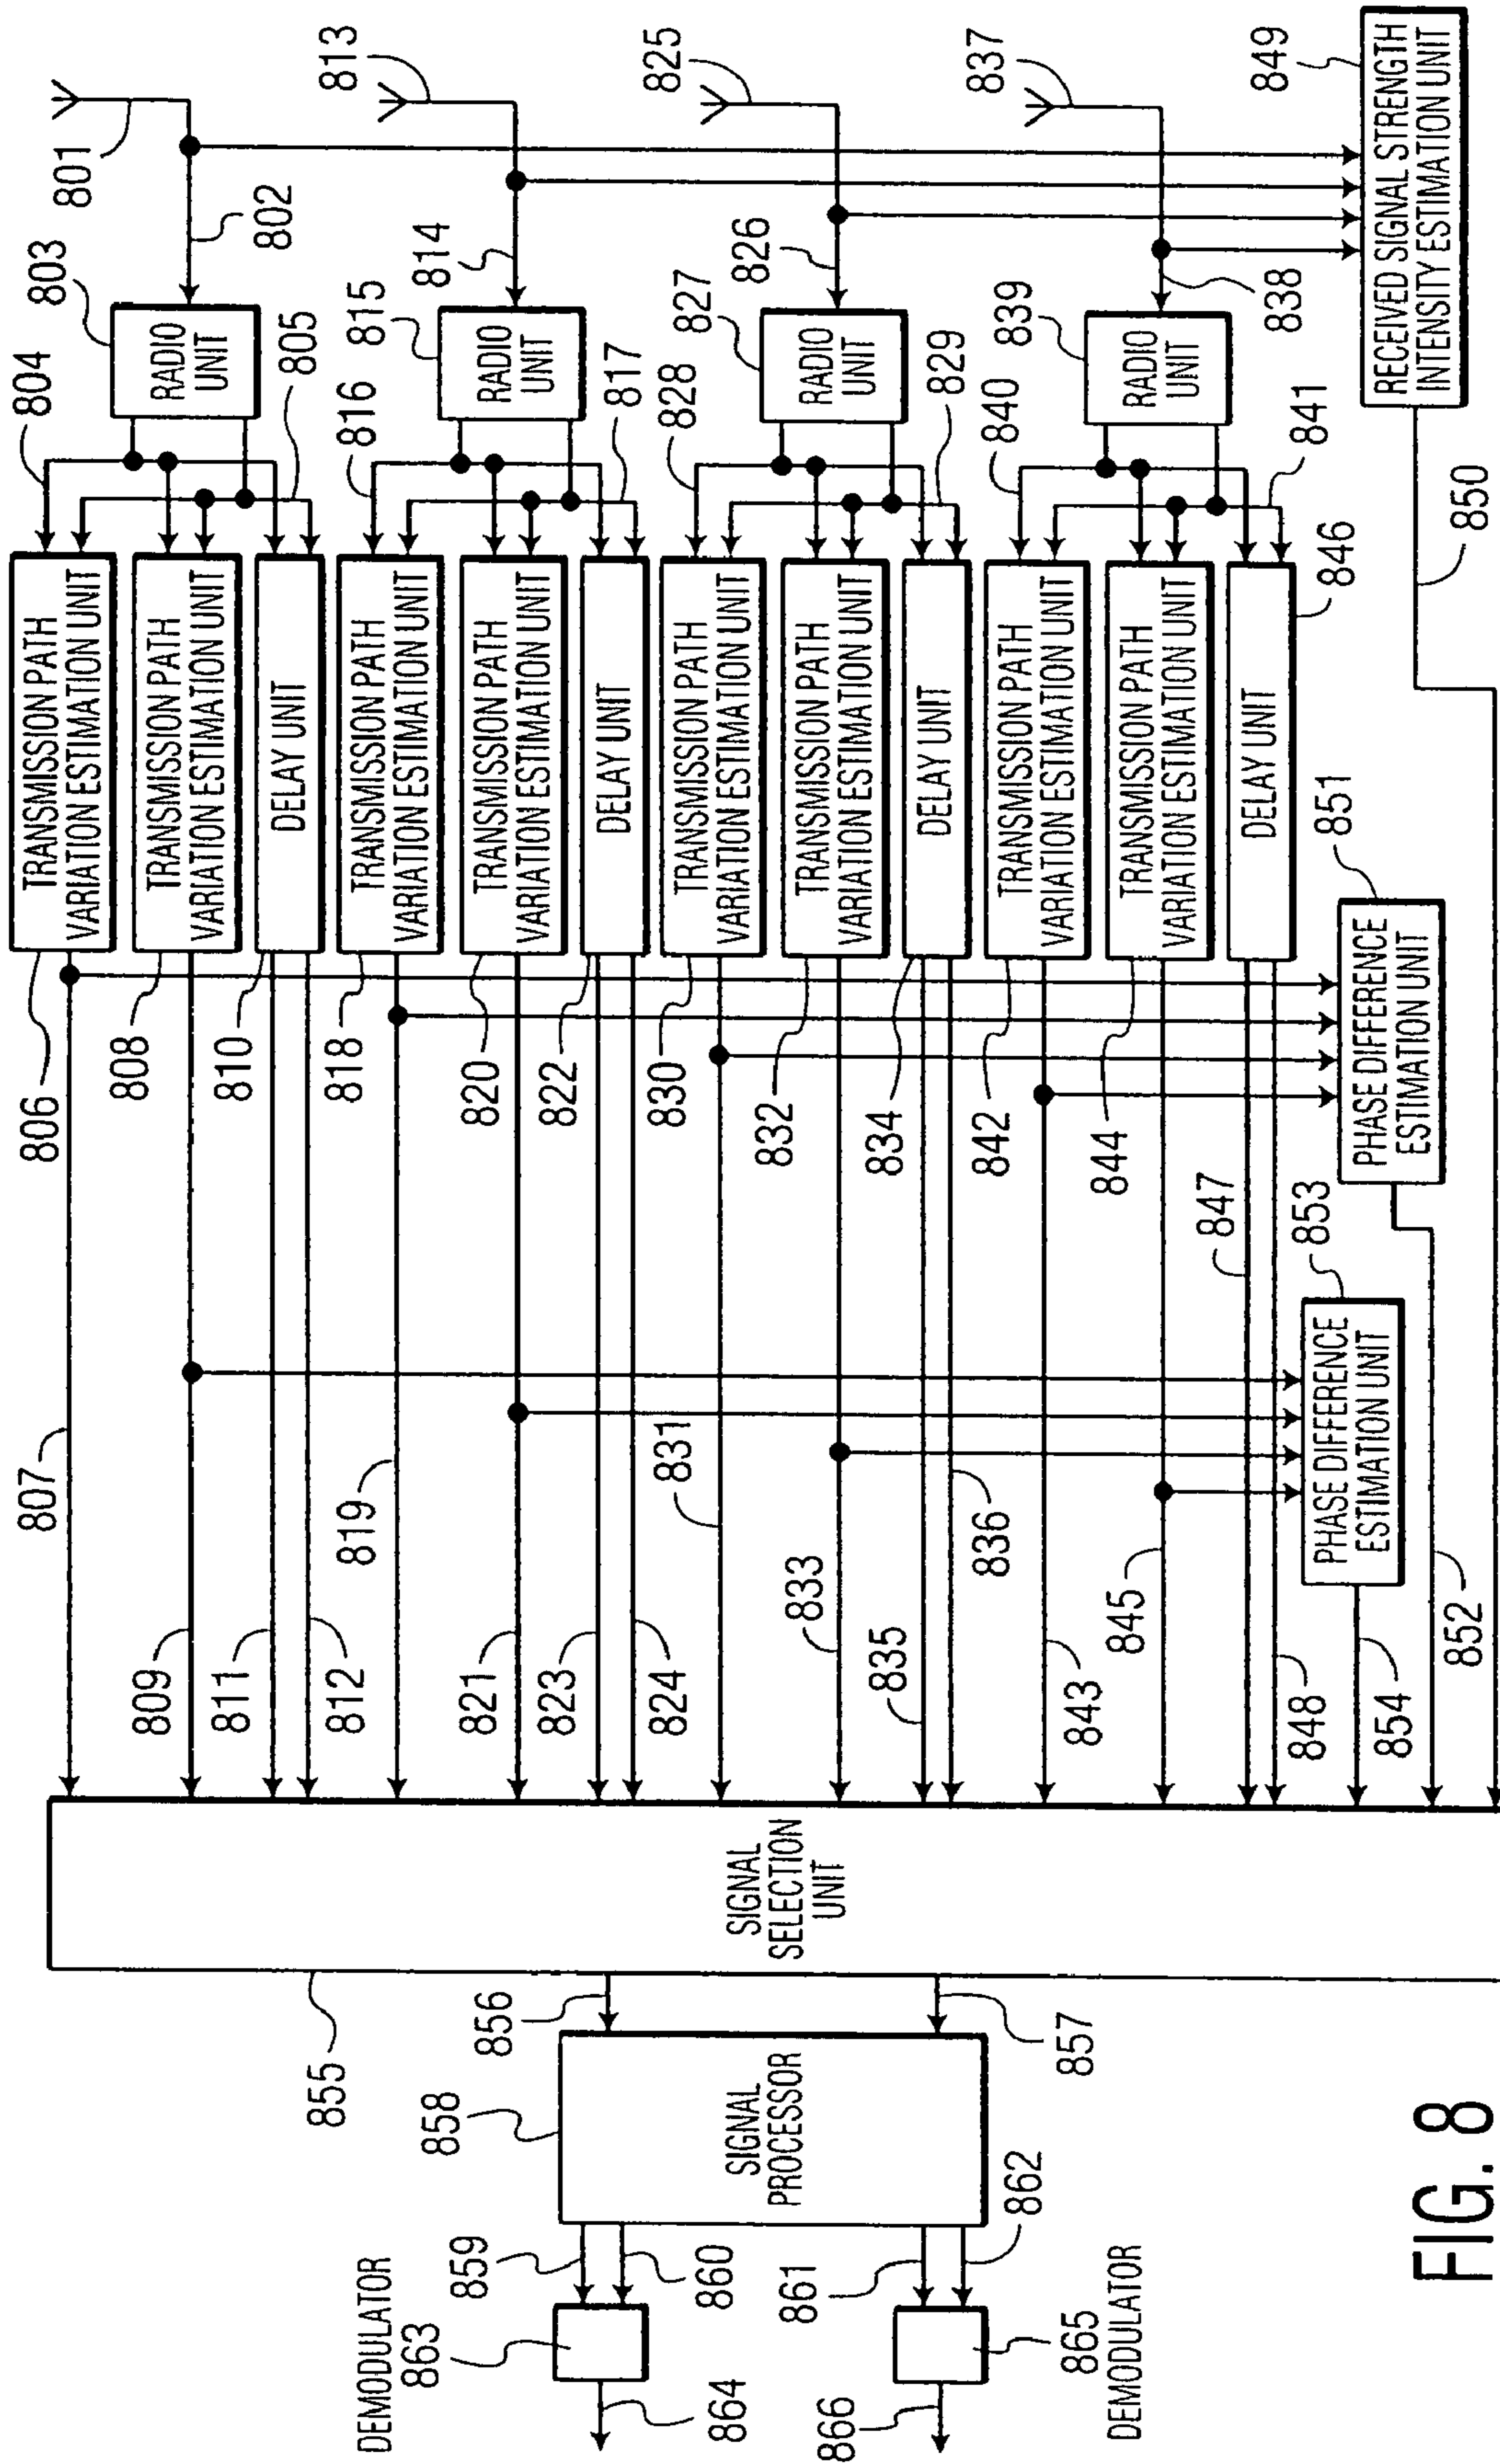 FIG. 8
801
802
803
RADIO
UNIT
804
805
TRANSMISSION PATH
VARIATION ESTIMATION UNIT
806
807
TRANSMISSION PATH
VARIATION ESTIMATION UNIT
808
809
DELAY UNIT
810
811
812
813
814
815
RADIO
UNIT
816
817
TRANSMISSION PATH
VARIATION ESTIMATION UNIT
818
819
TRANSMISSION PATH
VARIATION ESTIMATION UNIT
820
821
DELAY UNIT
822
823
824
825
826
827
RADIO
UNIT
828
829
TRANSMISSION PATH
VARIATION ESTIMATION UNIT
830
831
TRANSMISSION PATH
VARIATION ESTIMATION UNIT
832
833
DELAY UNIT
834
835
836
837
838
839
RADIO
UNIT
840
841
TRANSMISSION PATH
VARIATION ESTIMATION UNIT
842
843
TRANSMISSION PATH
VARIATION ESTIMATION UNIT
844
845
DELAY UNIT
846
847
848
RECEIVED SIGNAL STRENGTH
INTENSITY ESTIMATION UNIT
849
850
PHASE DIFFERENCE
ESTIMATION UNIT
851
852
PHASE DIFFERENCE
ESTIMATION UNIT
853
854
SIGNAL
SELECTION
UNIT
855
856
857
SIGNAL
PROCESSOR
858
859
860
861
862
DEMODULATOR
863
864
865
DEMODULATOR
866